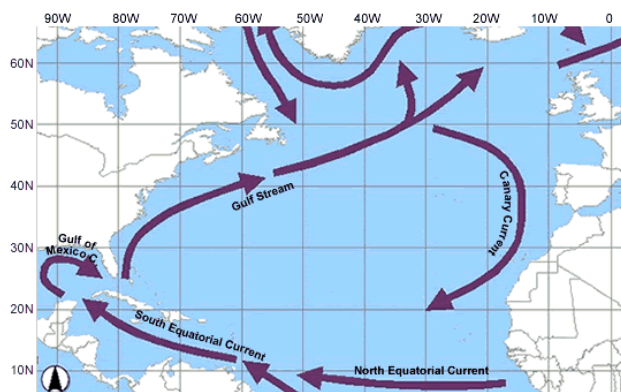 90W 80W 70W 60W 50W 40W 30W 20W 10W 0
60N
50N
40N
Gulf Stream
Canary Current
30N
Gulf of
Mexico C.
20N
South Equatorial Current
10N
North Equatorial Current